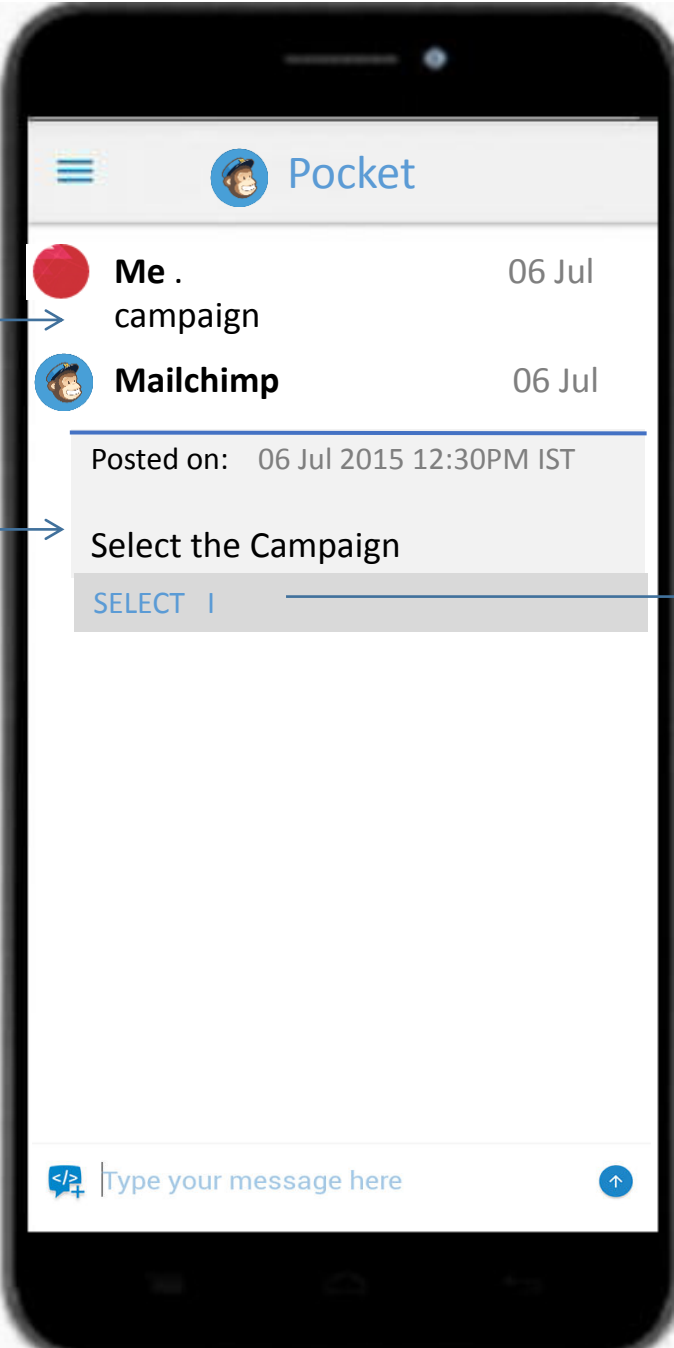 Pocket
Me . 06 Jul
campaign
Mailchimp 06 Jul
Posted on: 06 Jul 2015 12:30PM IST
Select the Campaign
SELECT I
Type your message here